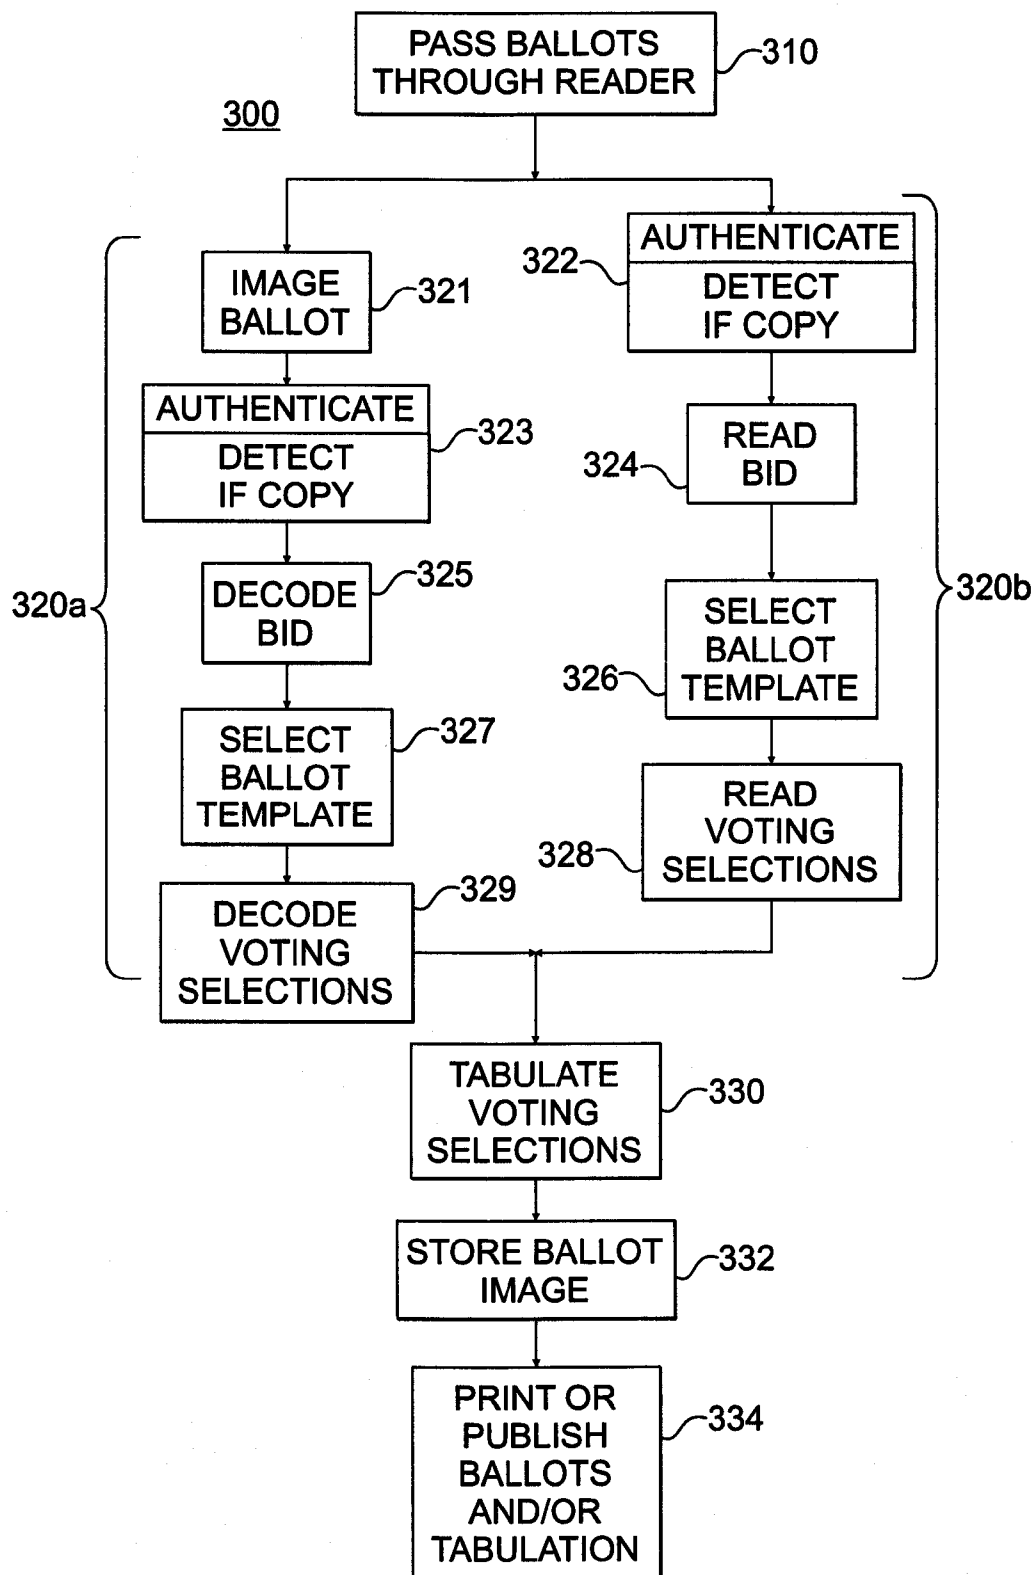 PASS BALLOTS
THROUGH READER
310
300
320a
IMAGE
BALLOT
321
AUTHENTICATE
DETECT
IF COPY
323
DECODE
BID
325
SELECT
BALLOT
TEMPLATE
327
DECODE
VOTING
SELECTIONS
329
320b
AUTHENTICATE
DETECT
IF COPY
322
READ
BID
324
SELECT
BALLOT
TEMPLATE
326
READ
VOTING
SELECTIONS
328
TABULATE
VOTING
SELECTIONS
330
STORE BALLOT
IMAGE
332
PRINT OR
PUBLISH
BALLOTS
AND/OR
TABULATION
334